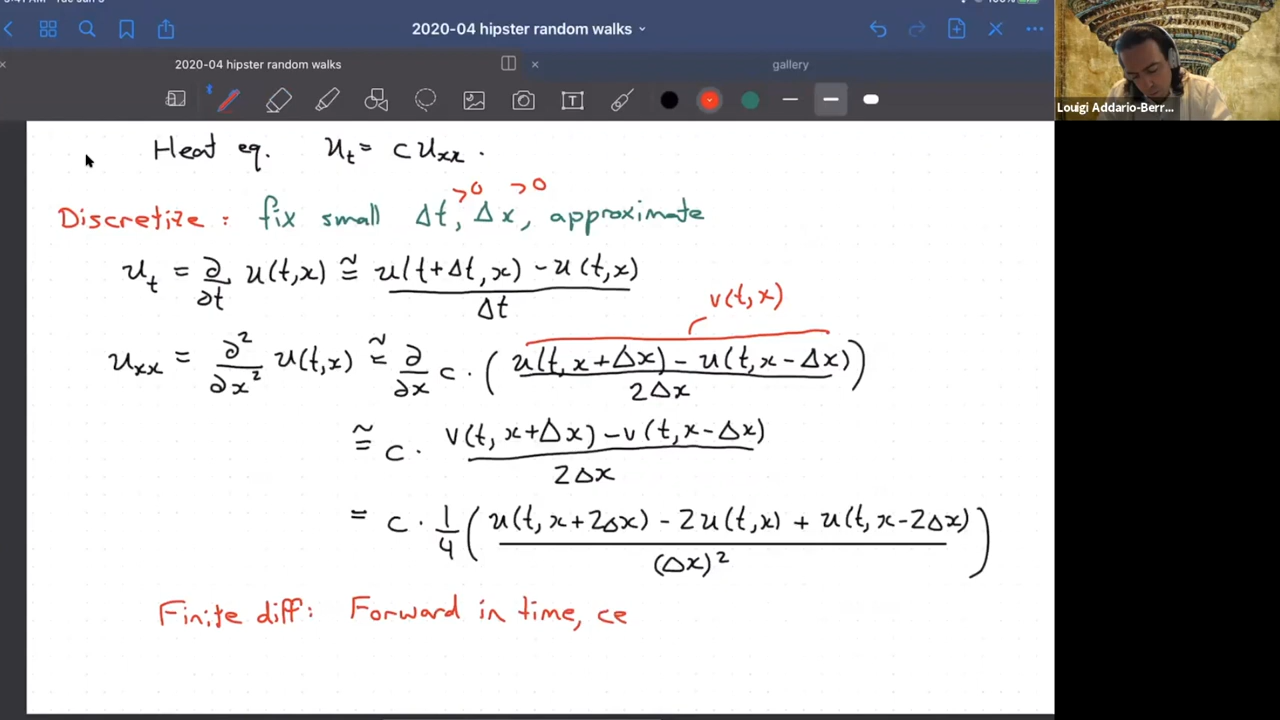 2020-04 hipster random walks
2020-04 hipster random walks
gallery
T
Louigi Addario-Berr...
Heat eq. u_t = c u_xx .
>0 >0
Discretize : fix small Δt, Δx, approximate
u_t = ∂/∂t u(t,x) ≅ (u(t+Δt,x) - u(t,x))/Δt
v(t,x)
u_xx = ∂²/∂x² u(t,x) ≅ ∂/∂x c · ( (u(t,x+Δx) - u(t,x-Δx))/2Δx )
≅ c · (v(t,x+Δx) - v(t,x-Δx))/2Δx
= c · 1/4 ( (u(t,x+2Δx) - 2u(t,x) + u(t,x-2Δx))/(Δx)² )
Finite diff: Forward in time, ce